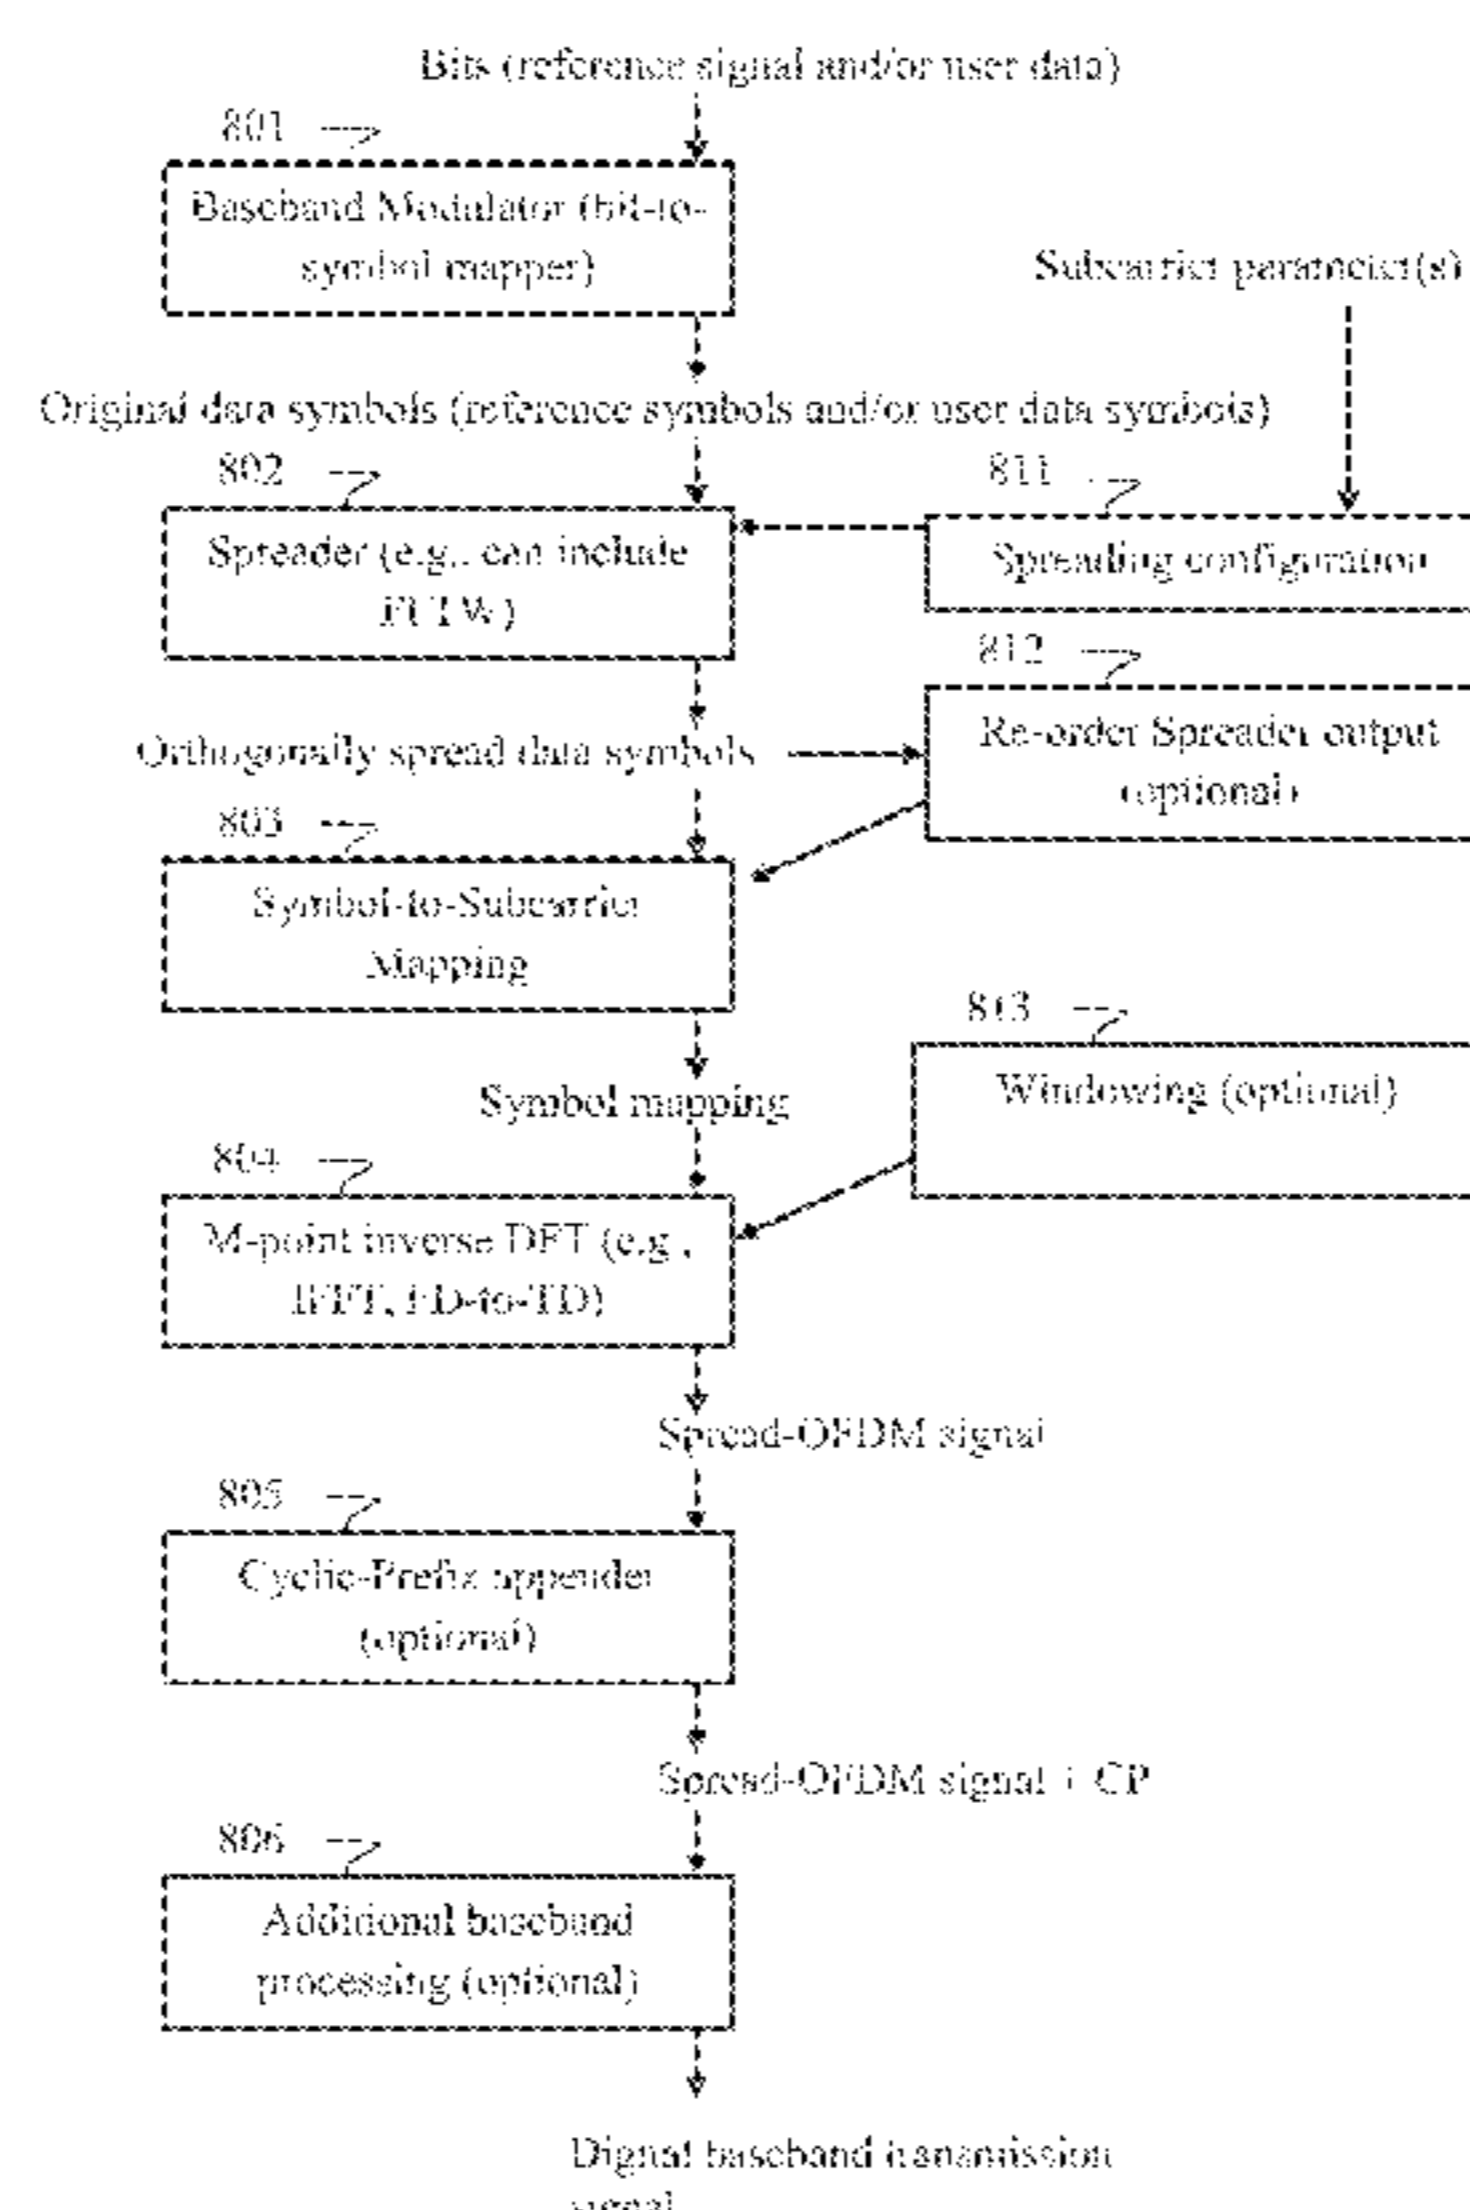 Bits (reference signal and/or user data)
801
Baseband Modulator (bit-to-
symbol mapper)
Subcarrier parameter(s)
Original data symbols (reference symbols and/or user data symbols)
802
811
Spreader (e.g., can include
Spreading configuration
812
Re-order Spreader output
(optional)
Orthogonally spread data symbols
803
Symbol-to-Subcarrier
Mapping
813
Windowing (optional)
Symbol mapping
804
M-point inverse DFT (e.g.,
IFFT, FD-to-TD)
Spread-OFDM signal
805
Cyclic-Prefix appender
(optional)
Spread-OFDM signal + CP
806
Additional baseband
processing (optional)
baseband transmission
signal